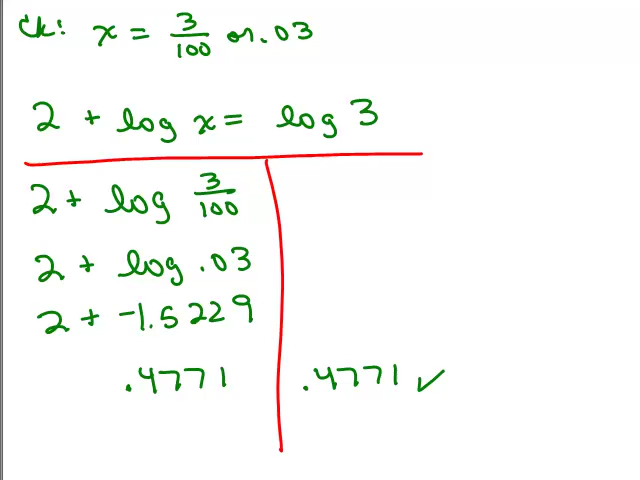 Ck: x = 3/100 or .03
2 + log x = log 3
2 + log 3/100
2 + log .03
2 + -1.5229
.4771 .4771 ✓